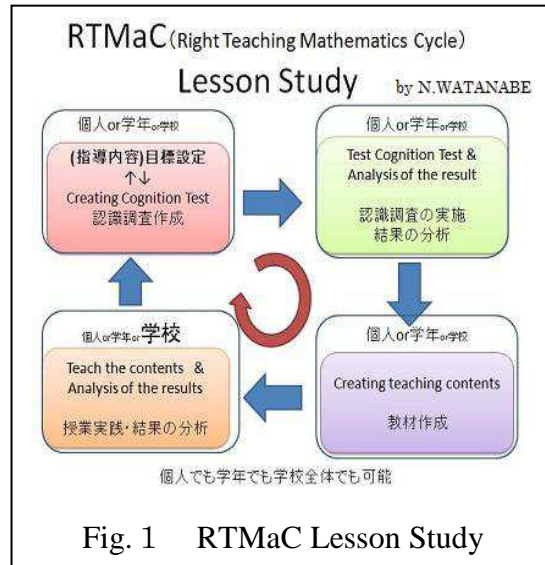 RTMaC(Right Teaching Mathematics Cycle)
Lesson Study by N.WATANABE
個人or学年or学校
(指導内容)目標設定
↑↓
Creating Cognition Test
認識調査作成
個人or学年or学校
Test Cognition Test &
Analysis of the result
認識調査の実施
結果の分析
個人or学年or学校
Teach the contents &
Analysis of the results
授業実践・結果の分析
個人or学年or学校
Creating teaching contents
教材作成
個人でも学年でも学校全体でも可能
Fig. 1 RTMaC Lesson Study